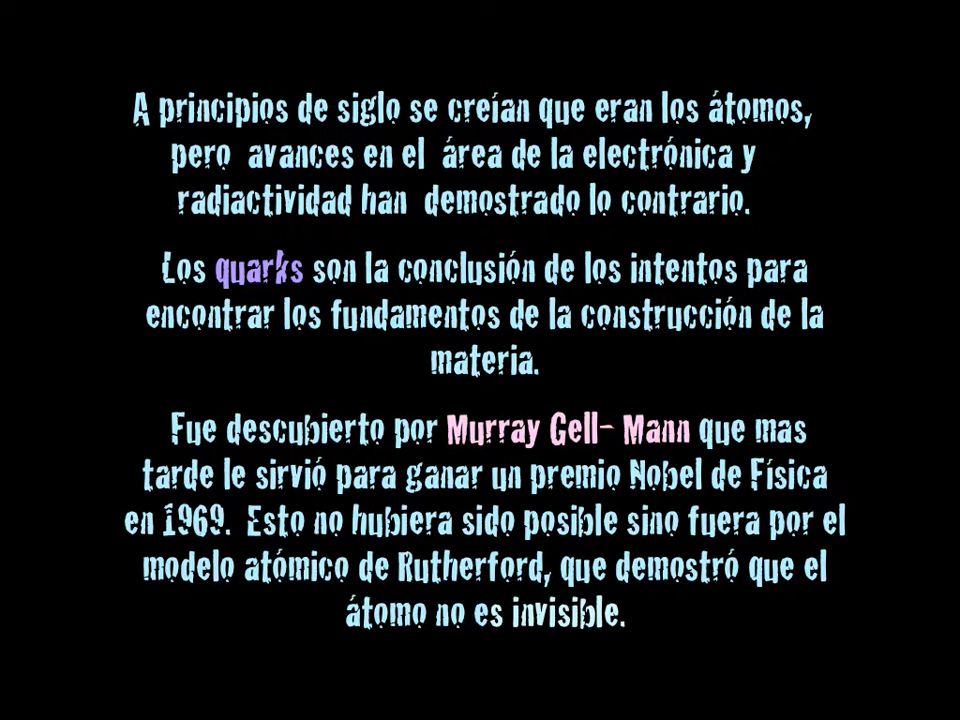 A principios de siglo se creían que eran los átomos,
pero avances en el área de la electrónica y
radiactividad han demostrado lo contrario.
Los quarks son la conclusión de los intentos para
encontrar los fundamentos de la construcción de la
materia.
Fue descubierto por Murray Gell- Mann que mas
tarde le sirvió para ganar un premio Nobel de Física
en 1969. Esto no hubiera sido posible sino fuera por el
modelo atómico de Rutherford, que demostró que el
átomo no es invisible.